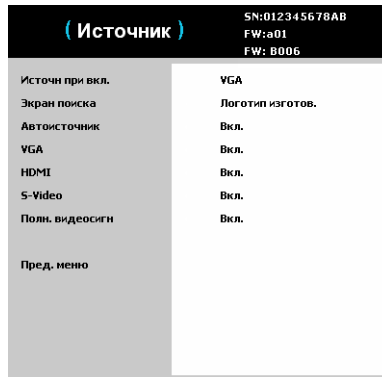 ( Источник )
SN:012345678AB
FW:a01
FW: B006
Источн при вкл. VGA
Экран поиска Логотип изготов.
Автоисточник Вкл.
VGA Вкл.
HDMI Вкл.
S-Video Вкл.
Полн. видеосигн Вкл.
Пред. меню